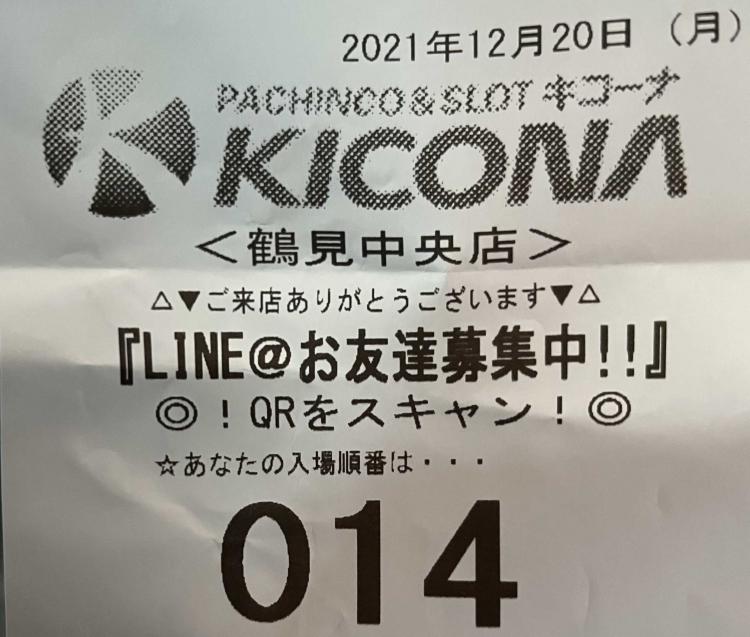 2021年12月20日（月）
PACHINCO&SLOT キコーナ
KICONA
＜鶴見中央店＞
△▼ご来店ありがとうございます▼△
『LINE@お友達募集中!!』
◎！QRをスキャン！◎
☆あなたの入場順番は・・・
014